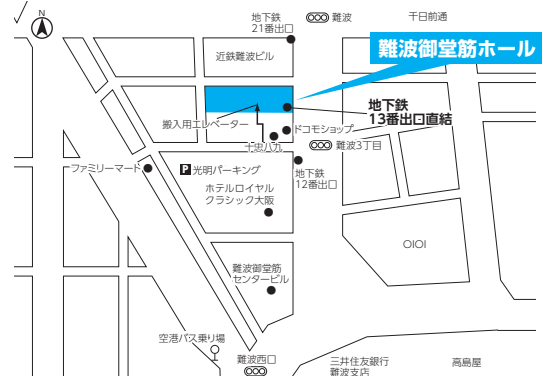 N
地下鉄
21番出口
難波
千日前通
近鉄難波ビル
難波御堂筋ホール
地下鉄
13番出口直結
搬入用エレベーター
ドコモショップ
十忠八九
難波3丁目
ファミリーマート
P 光明パーキング
地下鉄
12番出口
ホテルロイヤル
クラシック大阪
OIOI
難波御堂筋
センタービル
空港バス乗り場
難波西口
三井住友銀行
難波支店
高島屋